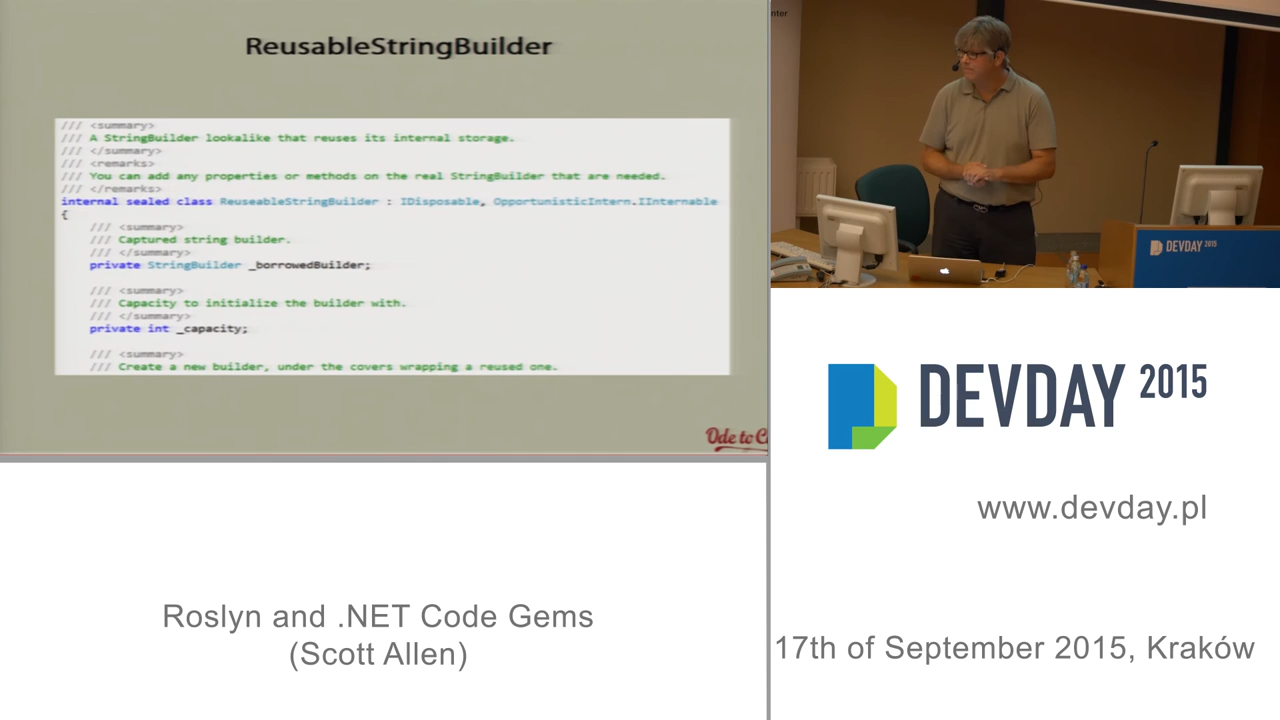 ReusableStringBuilder
/// <summary>
/// A StringBuilder lookalike that reuses its internal storage.
/// </summary>
/// <remarks>
/// You can add any properties or methods on the real StringBuilder that are needed.
/// </remarks>
internal sealed class ReuseableStringBuilder : IDisposable, OpportunisticIntern.IInternable
{
/// <summary>
/// Captured string builder.
/// </summary>
private StringBuilder _borrowedBuilder;
/// <summary>
/// Capacity to initialize the builder with.
/// </summary>
private int _capacity;
/// <summary>
/// Create a new builder, under the covers wrapping a reused one.
Ode to C
nter
DEVDAY 2015
DEVDAY 2015
www.devday.pl
Roslyn and .NET Code Gems
(Scott Allen)
17th of September 2015, Kraków